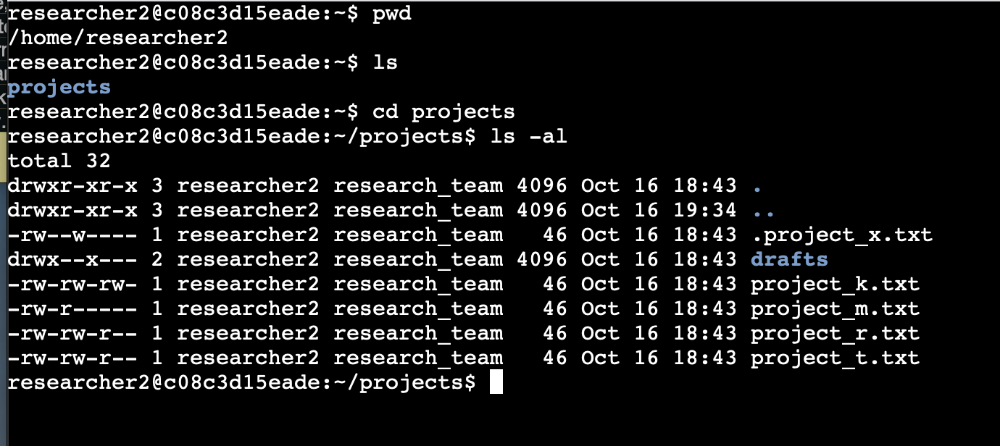 researcher2@c08c3d15eade:~$ pwd
/home/researcher2
researcher2@c08c3d15eade:~$ ls
projects
researcher2@c08c3d15eade:~$ cd projects
researcher2@c08c3d15eade:~/projects$ ls -al
total 32
drwxr-xr-x 3 researcher2 research_team 4096 Oct 16 18:43 .
drwxr-xr-x 3 researcher2 research_team 4096 Oct 16 19:34 ..
-rw--w---- 1 researcher2 research_team   46 Oct 16 18:43 .project_x.txt
drwx--x--- 2 researcher2 research_team 4096 Oct 16 18:43 drafts
-rw-rw-rw- 1 researcher2 research_team   46 Oct 16 18:43 project_k.txt
-rw-r----- 1 researcher2 research_team   46 Oct 16 18:43 project_m.txt
-rw-rw-r-- 1 researcher2 research_team   46 Oct 16 18:43 project_r.txt
-rw-rw-r-- 1 researcher2 research_team   46 Oct 16 18:43 project_t.txt
researcher2@c08c3d15eade:~/projects$